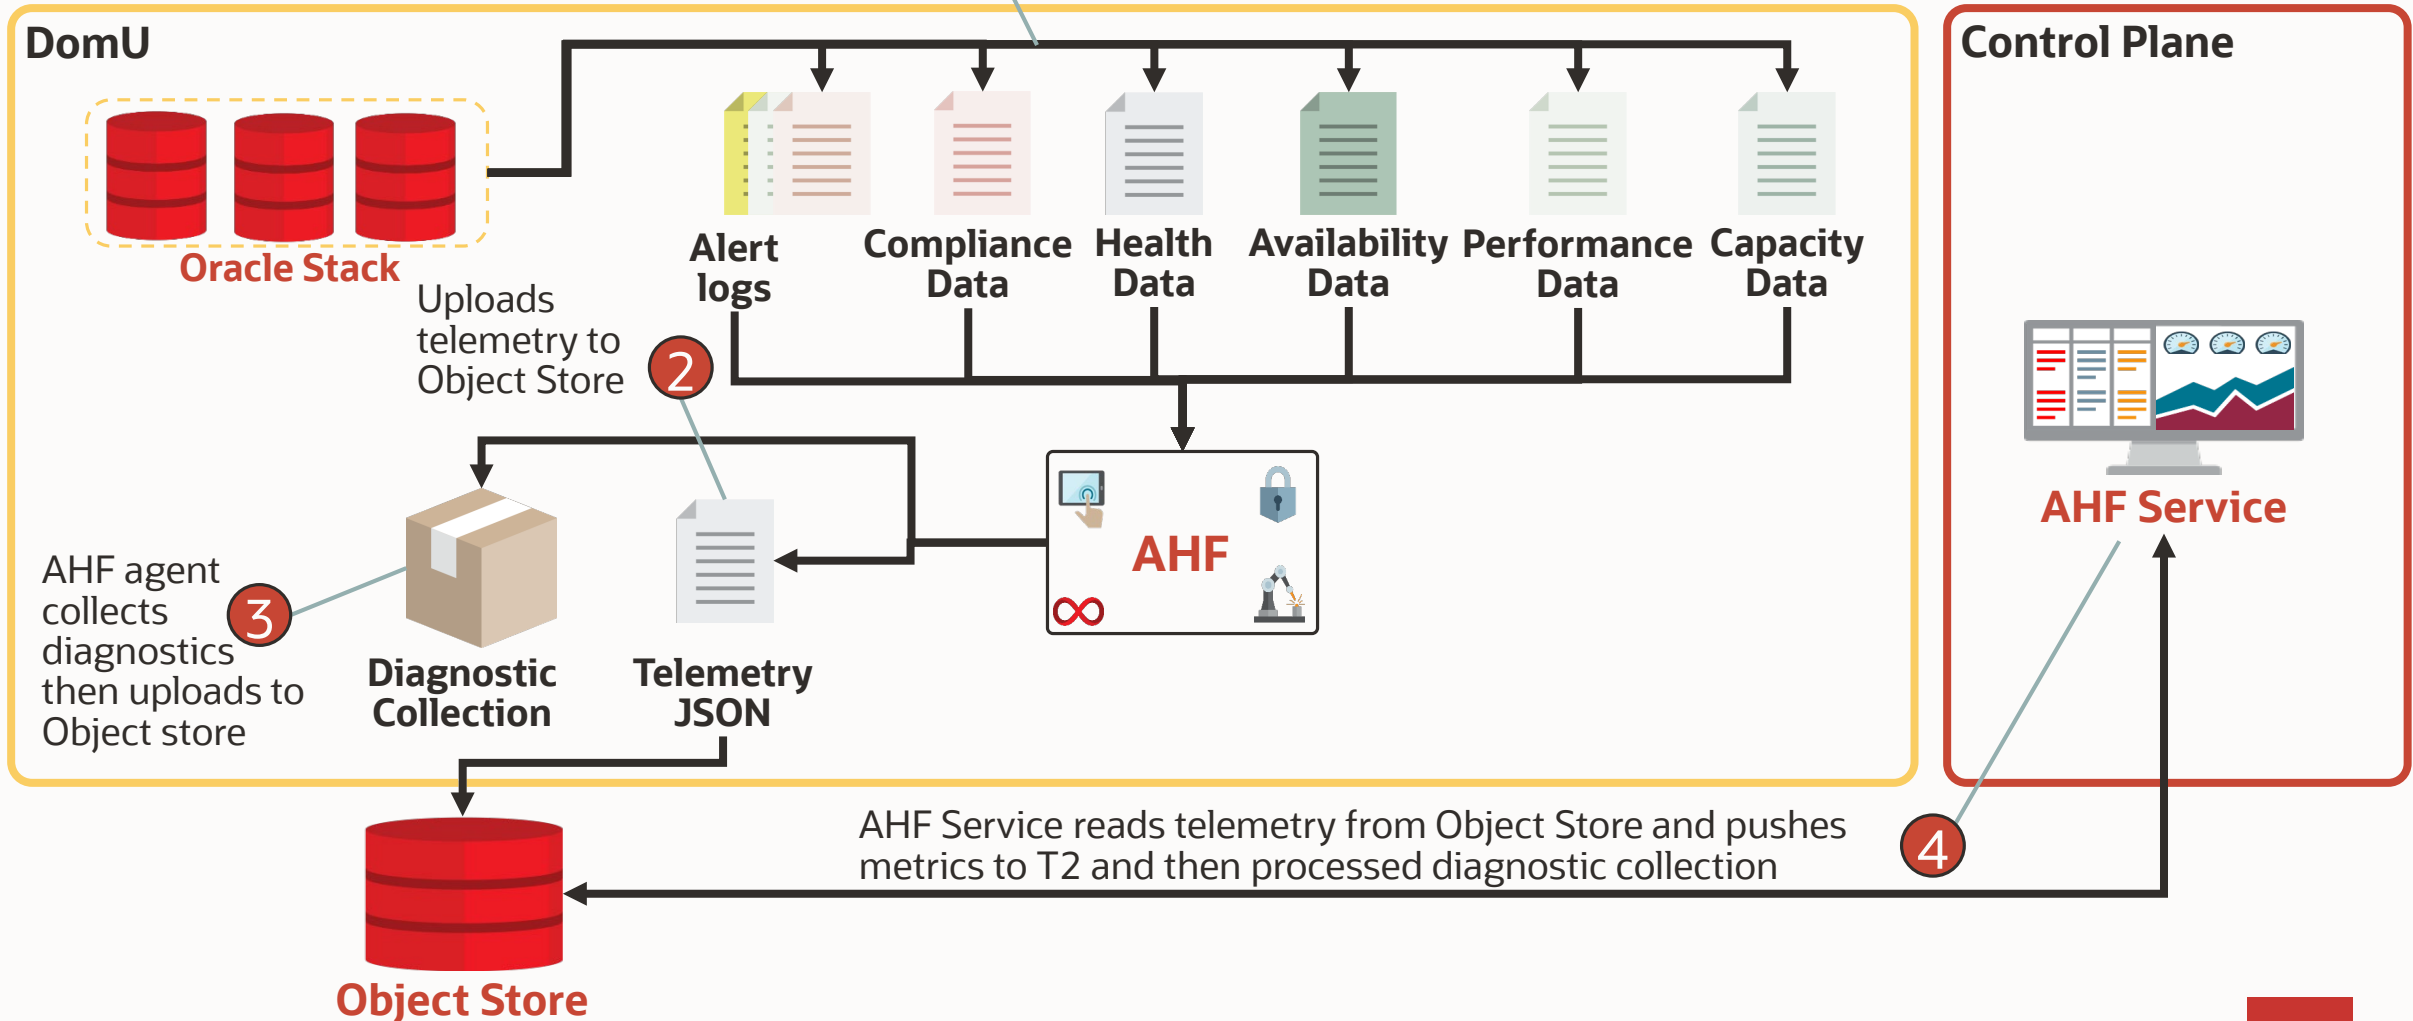 DomU
Control Plane
Oracle Stack
Alert
logs
Compliance
Data
Health
Data
Availability
Data
Performance
Data
Capacity
Data
Uploads
telemetry to
Object Store
2
AHF
AHF Service
AHF agent
collects
diagnostics
then uploads to
Object store
3
Diagnostic
Collection
Telemetry
JSON
AHF Service reads telemetry from Object Store and pushes
metrics to T2 and then processed diagnostic collection
4
Object Store